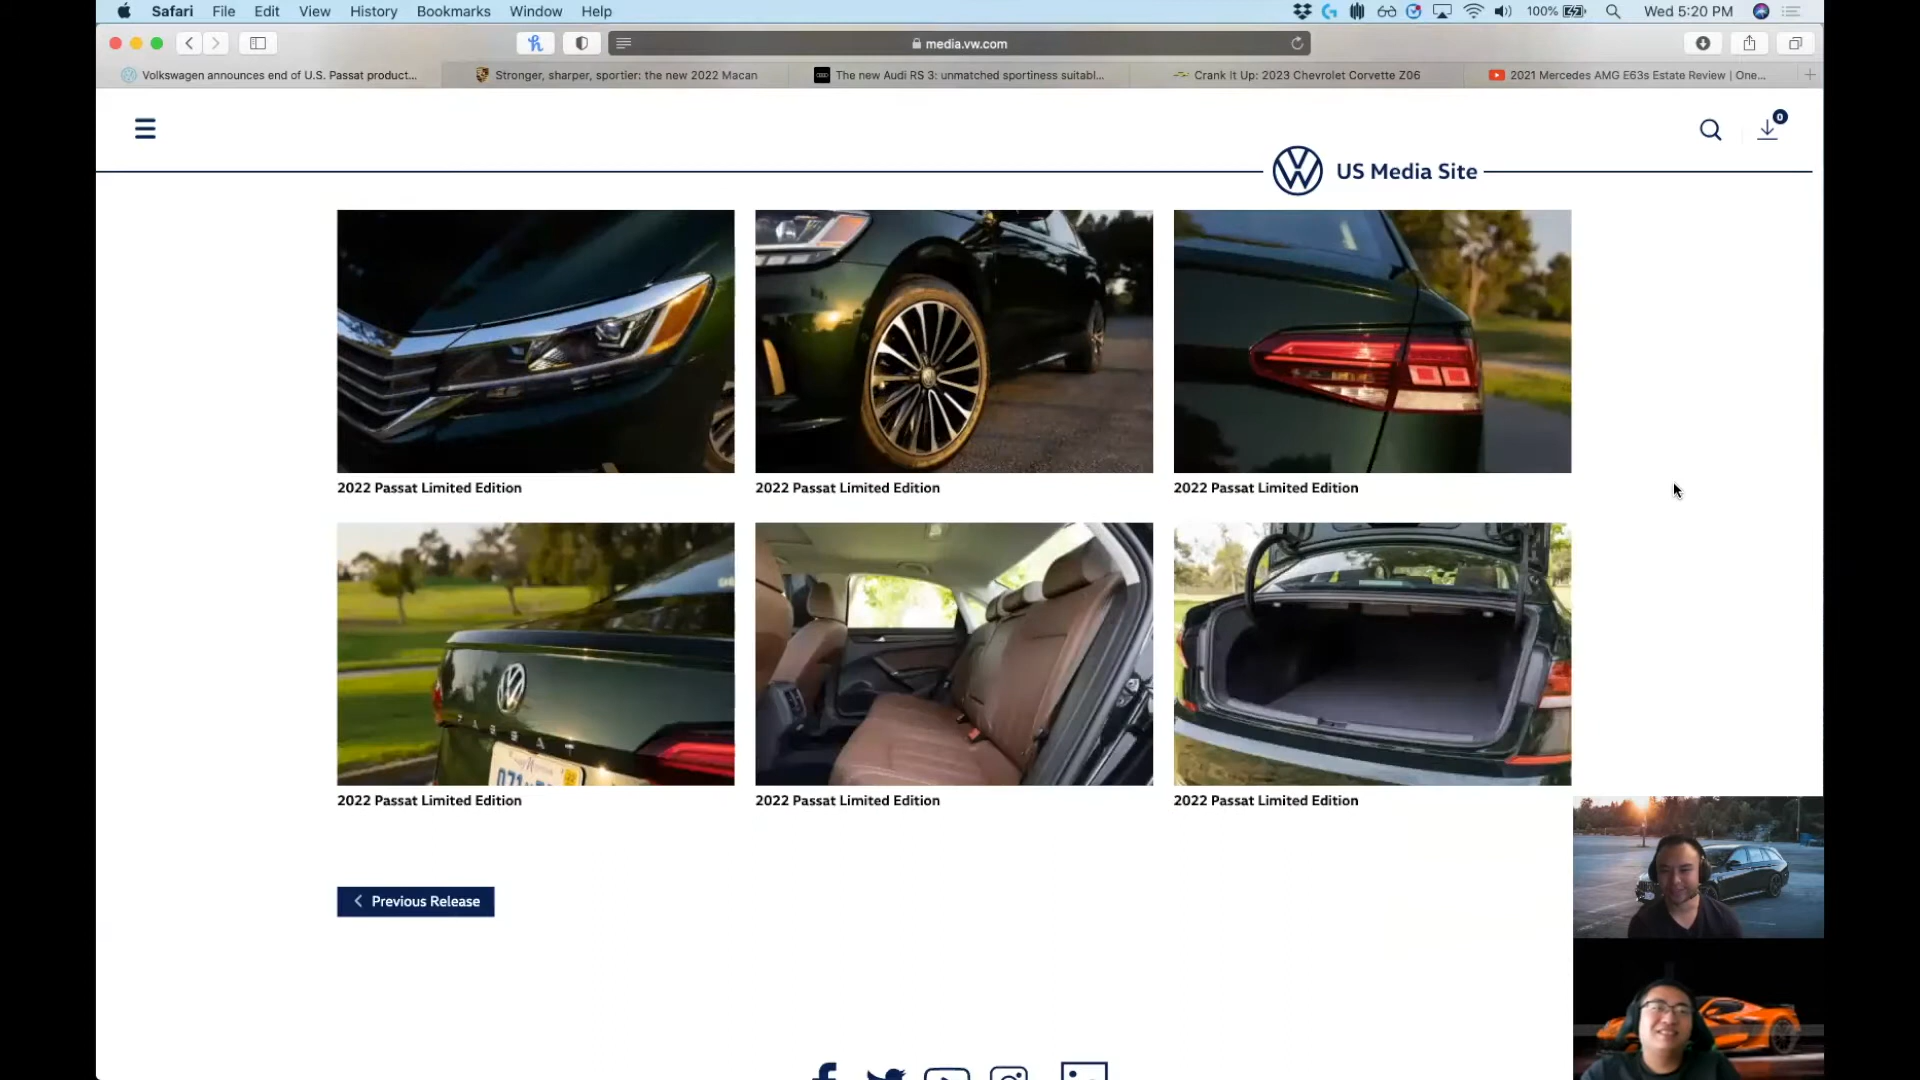 Safari File Edit View History Bookmarks Window Help 100% Wed 5:20 PM
media.vw.com
Volkswagen announces end of U.S. Passat product... Stronger, sharper, sportier: the new 2022 Macan The new Audi RS 3: unmatched sportiness suitabl... Crank It Up: 2023 Chevrolet Corvette Z06 2021 Mercedes AMG E63s Estate Review | One...
0
US Media Site
2022 Passat Limited Edition 2022 Passat Limited Edition 2022 Passat Limited Edition
PASSAT
2022 Passat Limited Edition 2022 Passat Limited Edition 2022 Passat Limited Edition
Previous Release